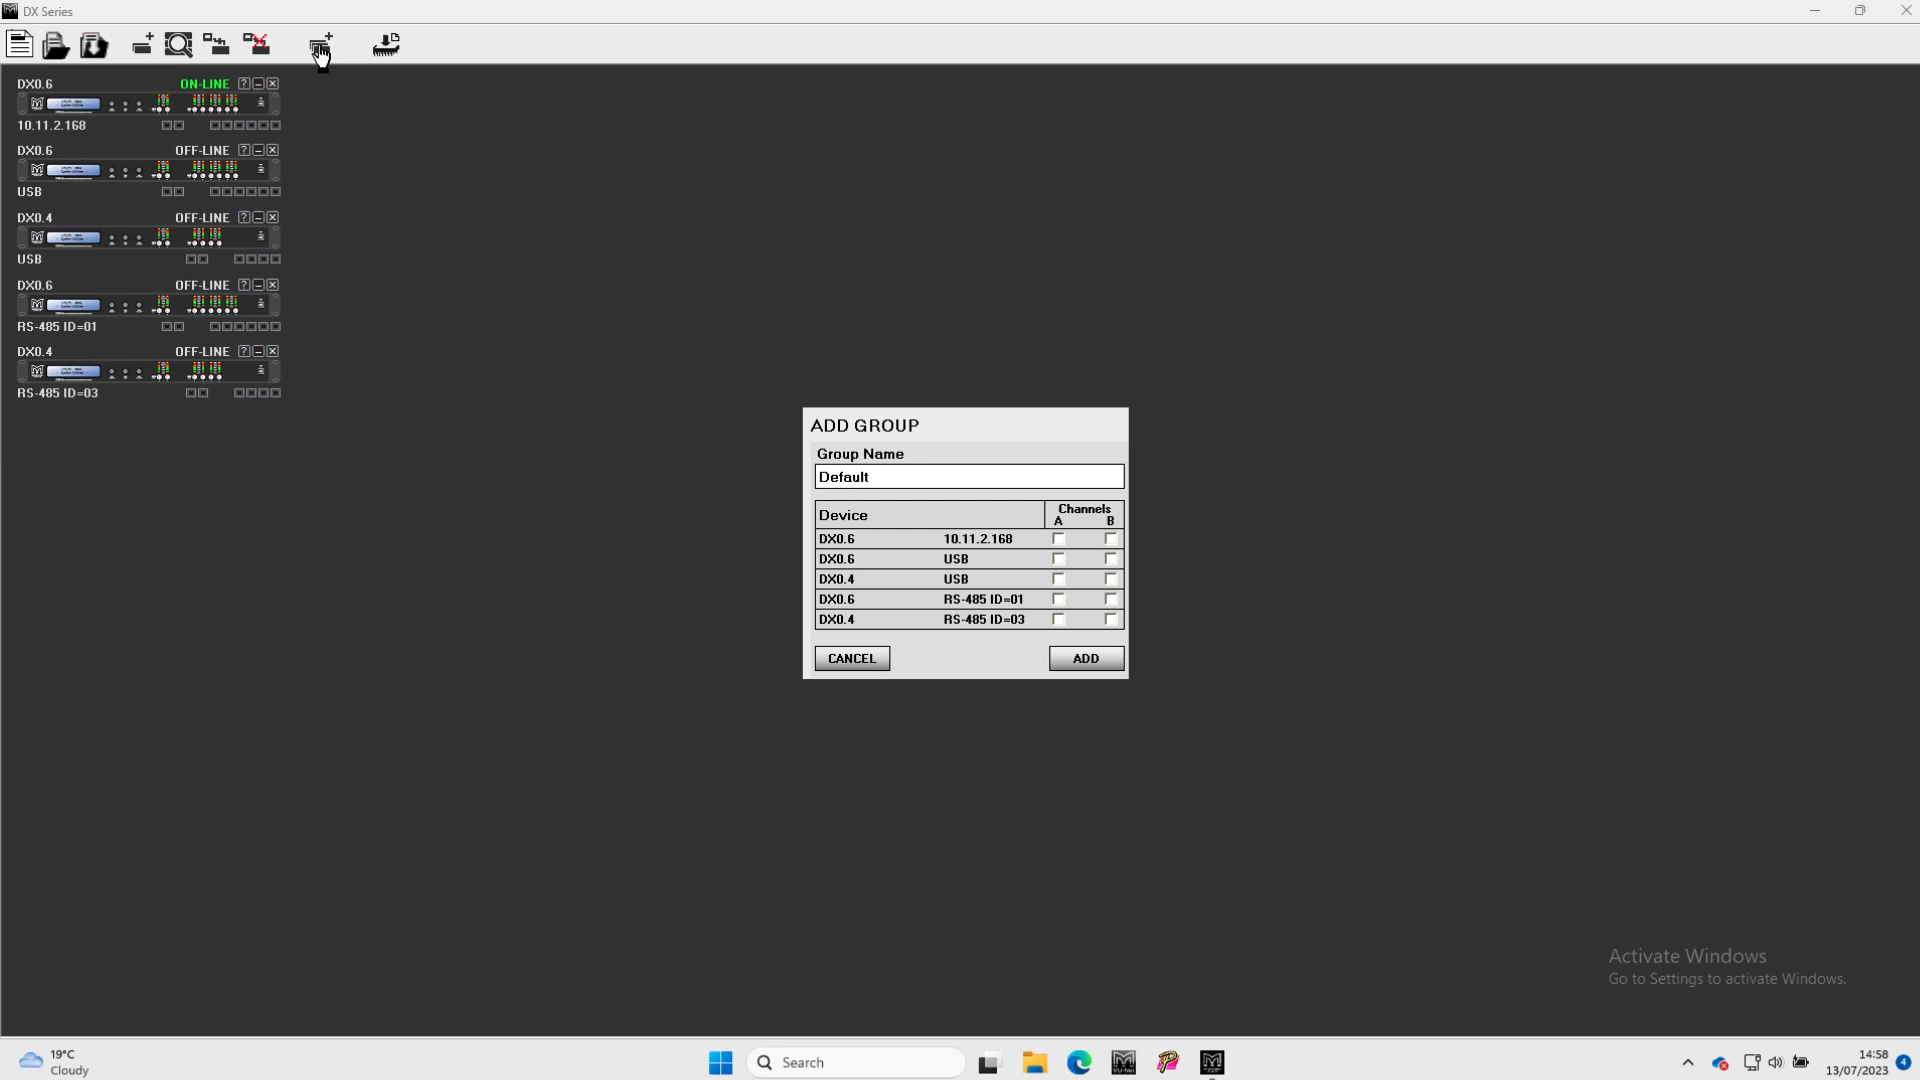 DX Series
DX0.6 ON-LINE ?
10.11.2.168
DX0.6 OFF-LINE ?
USB
DX0.4 OFF-LINE ?
USB
DX0.6 OFF-LINE ?
RS-485 ID=01
DX0.4 OFF-LINE ?
RS-485 ID=03
ADD GROUP
Group Name
Default
Device Channels
A B
DX0.6 10.11.2.168
DX0.6 USB
DX0.4 USB
DX0.6 RS-485 ID=01
DX0.4 RS-485 ID=03
CANCEL ADD
Activate Windows
Go to Settings to activate Windows.
19°C
Cloudy
Search
VU-Net
14:58
13/07/2023
4